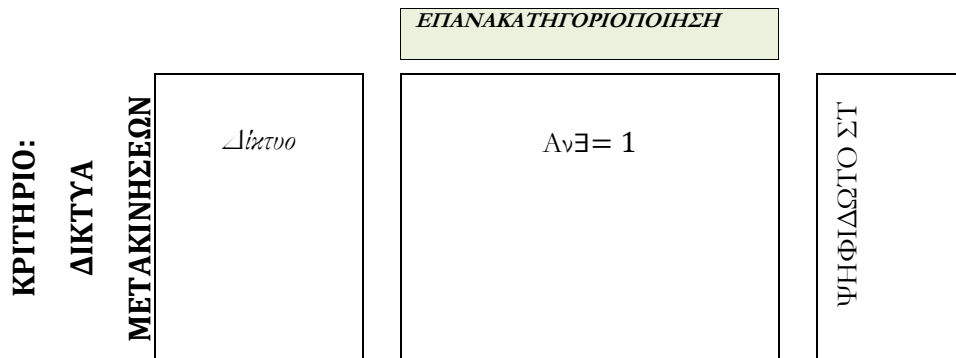 ΕΠΑΝΑΚΑΤΗΓΟΡΙΟΠΟΙΗΣΗ
ΚΡΙΤΗΡΙΟ:
ΔΙΚΤΥΑ
ΜΕΤΑΚΙΝΗΣΕΩΝ
Δίκτυο
Αν∃= 1
ΨΗΦΙΔΩΤΟ ΣΤ